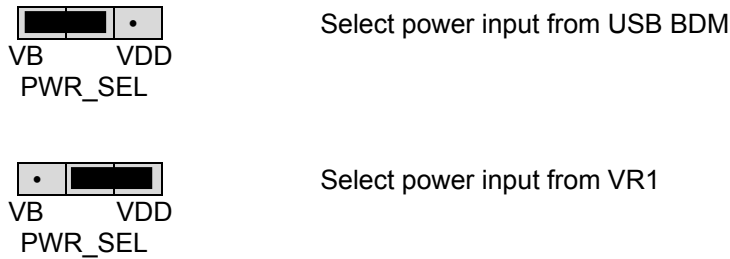 Select power input from USB BDM
VB VDD
PWR_SEL
Select power input from VR1
VB VDD
PWR_SEL